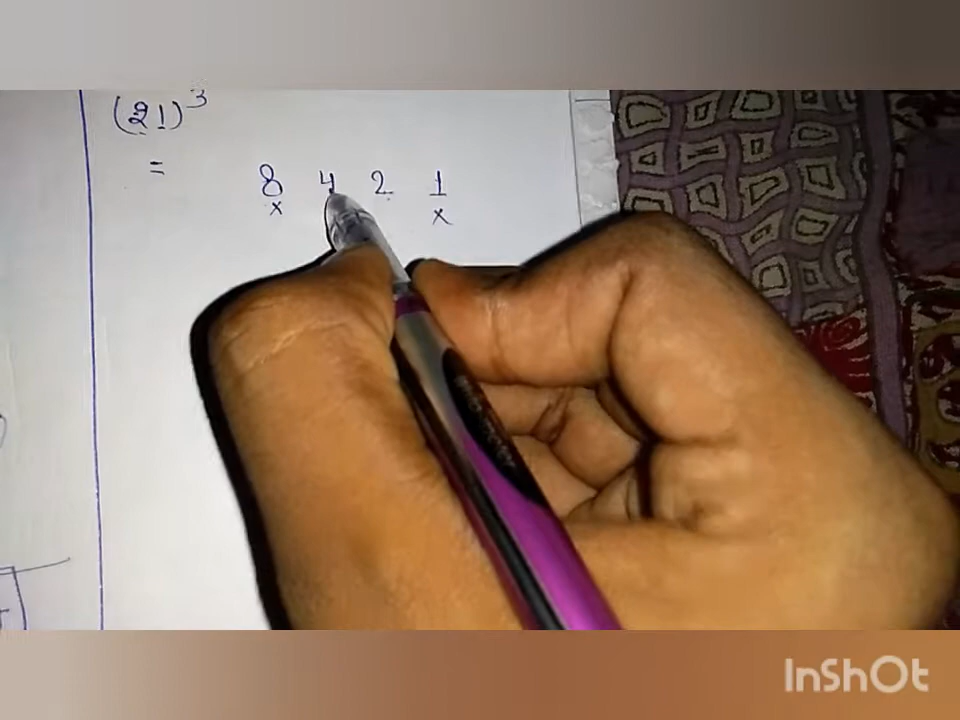 (21)³
=
8 4 2 1
x x
InShOt